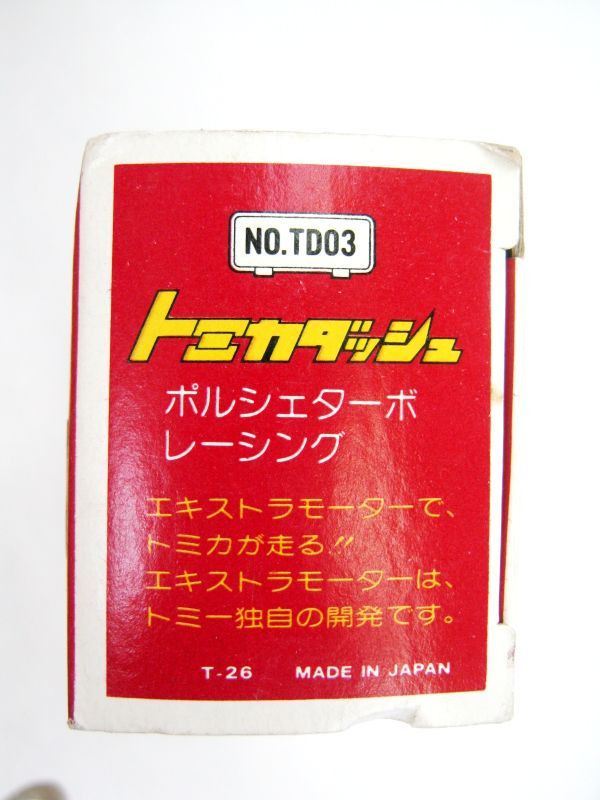 NO.TD03
トミカダッシュ
ポルシェターボ
レーシング
エキストラモーターで、
トミカが走る!!
エキストラモーターは、
トミー独自の開発です。
T-26 MADE IN JAPAN